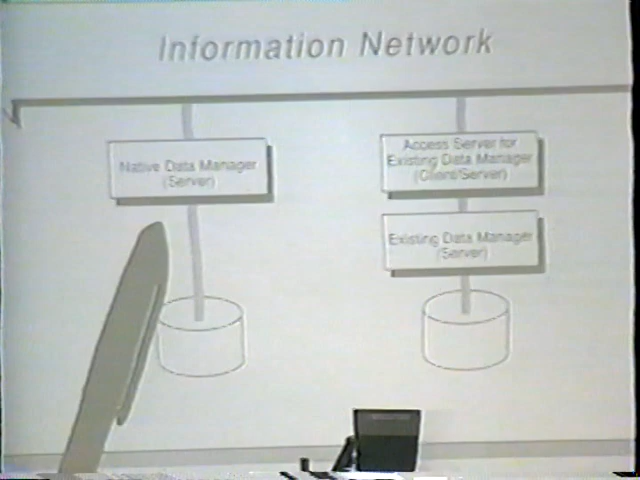 Information Network
Native Data Manager
(Server)
Access Server for
Existing Data Manager
(Client/Server)
Existing Data Manager
(Server)